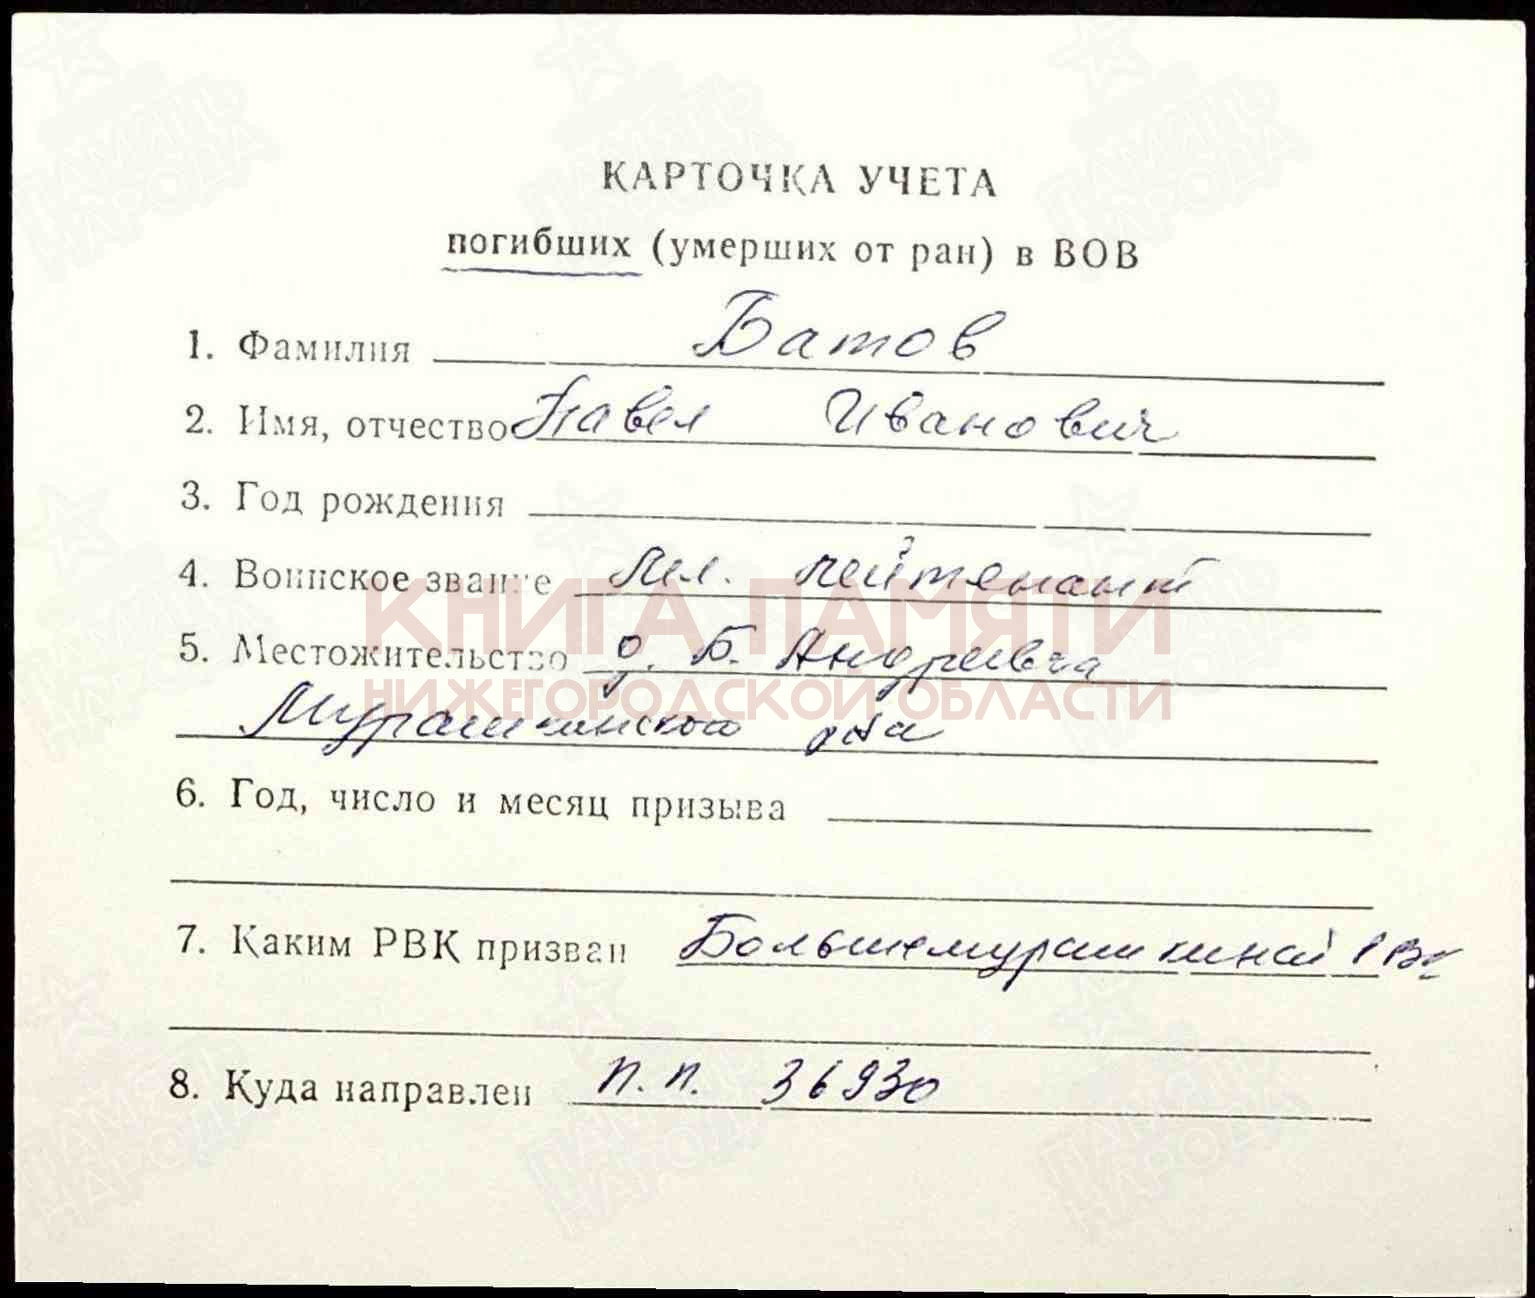 КАРТОЧКА УЧЕТА
погибших (умерших от ран) в ВОВ
1. Фамилия Батов
2. Имя, отчество Павел Иванович
3. Год рождения
4. Воинское звание Мл. лейтенант
5. Местожительство д. Б. Андреевка
Мурашкинского р-на
6. Год, число и месяц призыва
7. Каким РВК призван Большемурашкинский РВК
8. Куда направлен п.п. 36930
КНИГА ПАМЯТИ
НИЖЕГОРОДСКОЙ ОБЛАСТИ
ПАМЯТЬ
НАРОДА